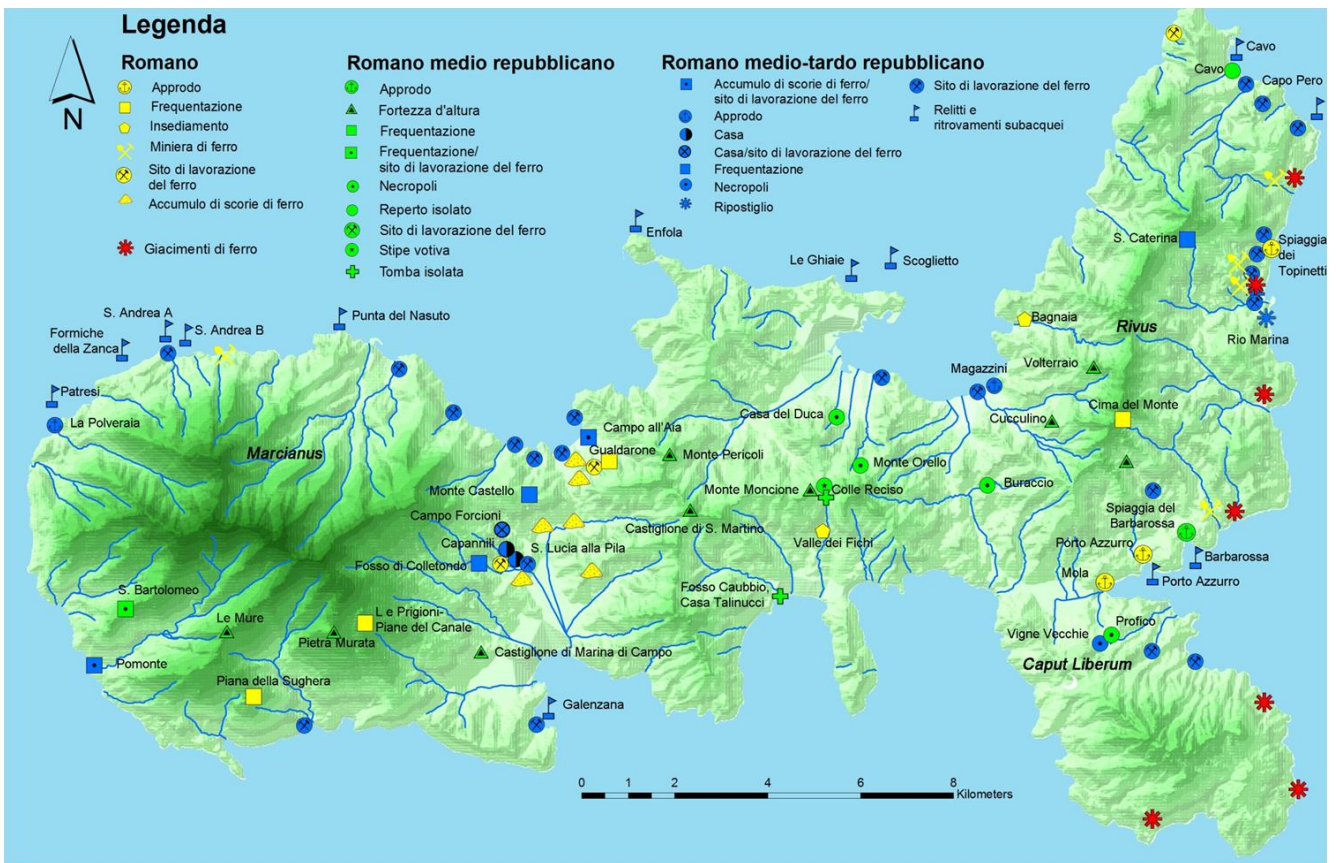 Legenda
Romano
Approdo
Frequentazione
Insediamento
Miniera di ferro
Sito di lavorazione
del ferro
Accumulo di scorie di ferro
Giacimenti di ferro
Romano medio repubblicano
Approdo
Fortezza d'altura
Frequentazione
Frequentazione/
sito di lavorazione del ferro
Necropoli
Reperto isolato
Sito di lavorazione del ferro
Stipe votiva
Tomba isolata
Romano medio-tardo repubblicano
Accumulo di scorie di ferro/
sito di lavorazione del ferro
Approdo
Casa
Casa/sito di lavorazione del ferro
Frequentazione
Necropoli
Ripostiglio
Sito di lavorazione del ferro
Relitti e
ritrovamenti subacquei
N
Cavo
Cavo
Capo Pero
Enfola
S. Caterina
Spiaggia
dei
Topinetti
Le Ghiaie
Scoglietto
S. Andrea A
S. Andrea B
Punta del Nasuto
Formiche
della Zanca
Bagnaia
Rivus
Rio Marina
Patresi
Volterraio
Magazzini
La Polveraia
Casa del Duca
Cima del Monte
Campo all'Aia
Cucculino
Gualdarone
Marcianus
Monte Pericoli
Monte Orello
Monte Castello
Monte Moncione
Colle Reciso
Buraccio
Campo Forcioni
Castiglione di S. Martino
Spiaggia del
Barbarossa
Capannili
S. Lucia alla Pila
Valle dei Fichi
Porto Azzurro
Barbarossa
Fosso di Colletondo
Mola
Porto Azzurro
S. Bartolomeo
Fosso Caubbio,
Casa Talinucci
Le Mure
L e Prigioni-
Piane del Canale
Profico
Pietra Murata
Vigne Vecchie
Castiglione di Marina di Campo
Pomonte
Caput Liberum
Piana della Sughera
Galenzana
0 1 2 4 6 8
Kilometers